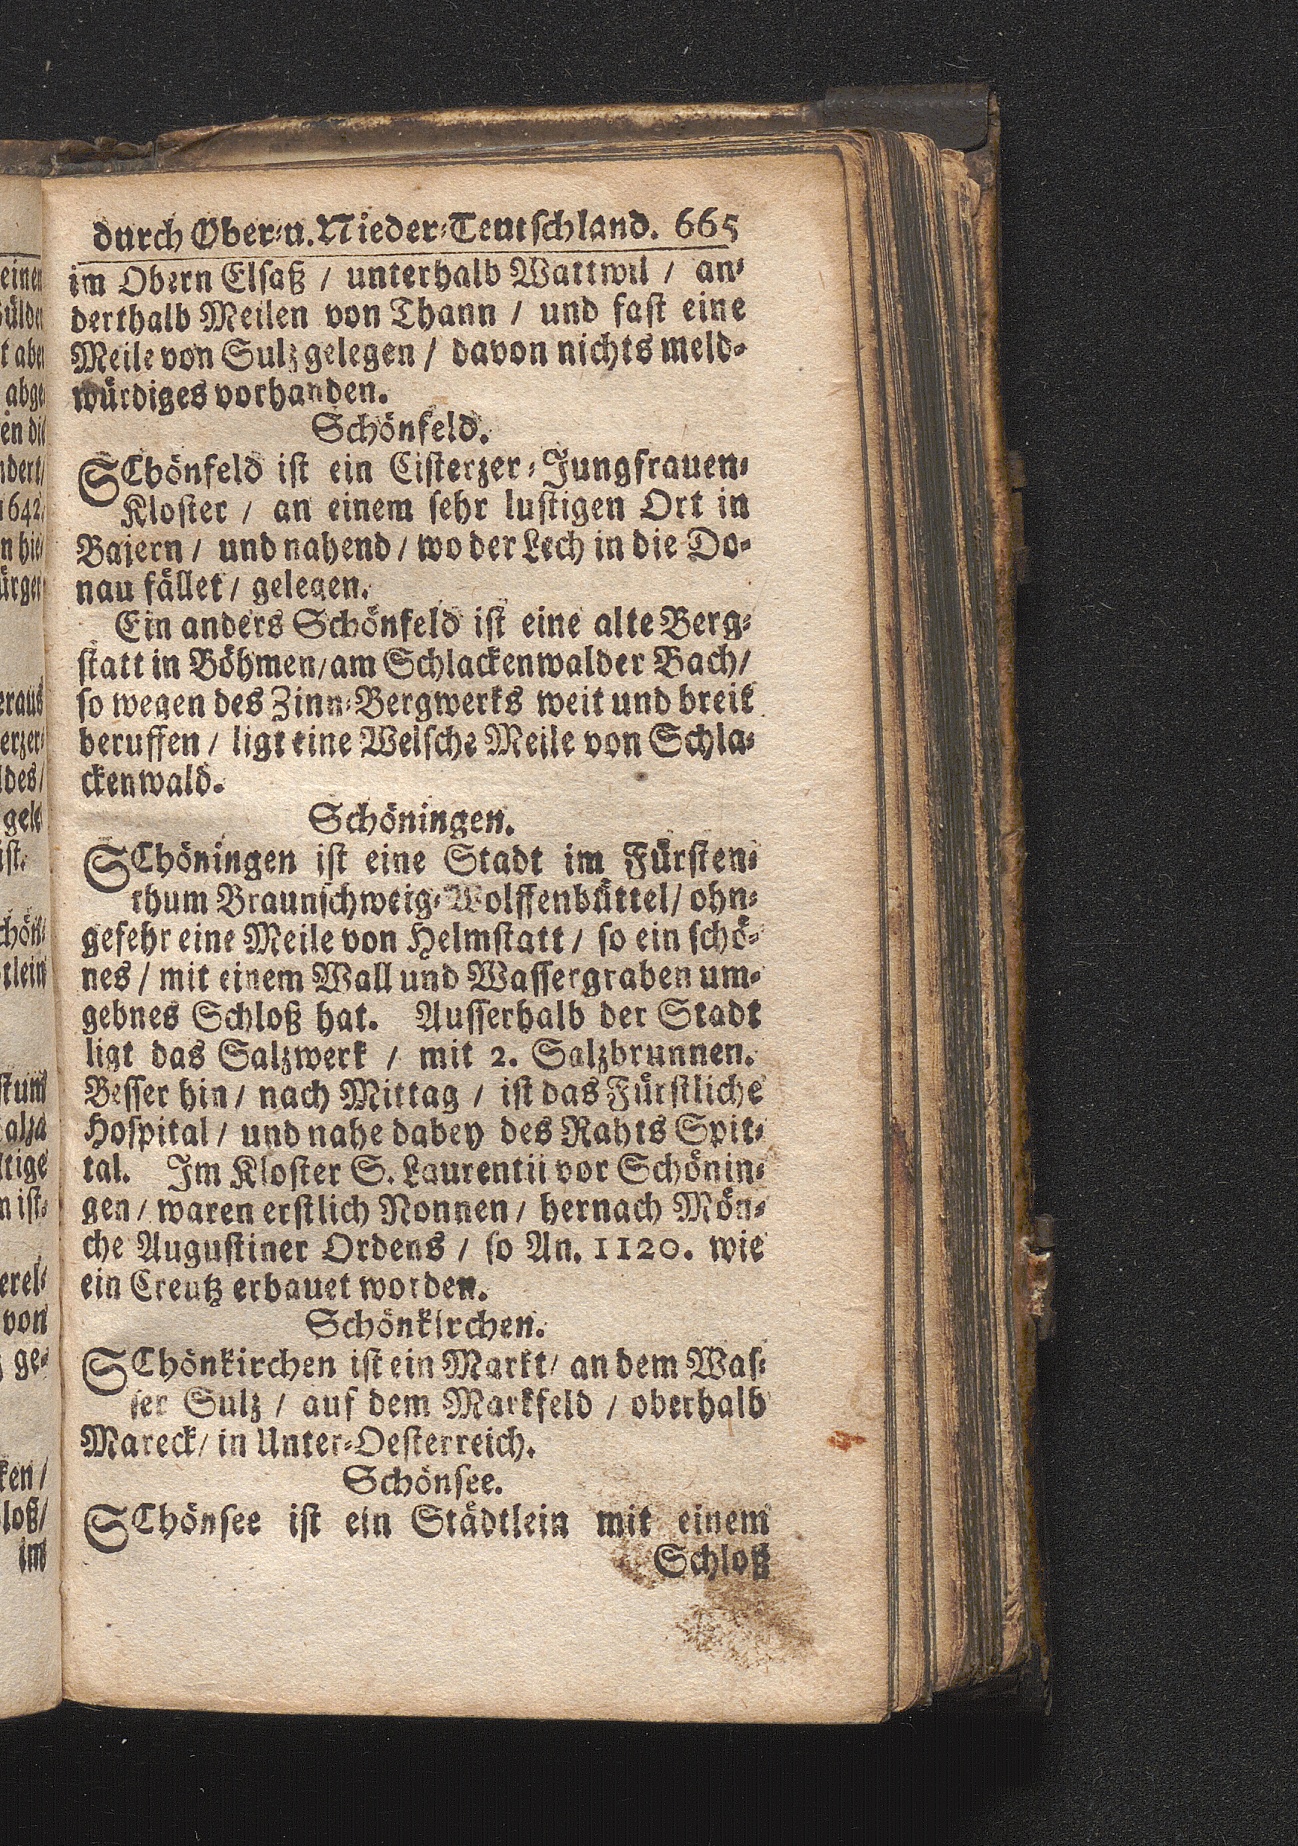 durch Ober-u. Nieder-Teutschland. 665
im Obern Elsaß / unterhalb Wattwil / an-
derthalb Meilen von Thann / und fast eine
Meile von Sulz gelegen / davon nichts meld-
würdiges vorhanden.
Schönfeld.
SChönfeld ist ein Cisterzer-Jungfrauen-
Kloster / an einem sehr lustigen Ort in
Bajern / und nahend / wo der Lech in die Do-
nau fället / gelegen.
Ein anders Schönfeld ist eine alte Berg-
statt in Böhmen / am Schlackenwalder Bach /
so wegen des Zinn-Bergwerks weit und breit
beruffen / ligt eine Welsche Meile von Schla-
ckenwald.
Schöningen.
SChöningen ist eine Stadt im Fürsten-
thum Braunschweig-Wolffenbüttel / ohn-
gefehr eine Meile von Helmstatt / so ein schö-
nes / mit einem Wall und Wassergraben um-
gebnes Schloß hat. Ausserhalb der Stadt
ligt das Salzwerk / mit 2. Salzbrunnen.
Besser hin / nach Mittag / ist das Fürstliche
Hospital / und nahe dabey des Rahts Spit-
tal. Im Kloster S. Laurentii vor Schönin-
gen / waren erstlich Nonnen / hernach Mön-
che Augustiner Ordens / so An. 1120. wie
ein Creutz erbauet worden.
Schönkirchen.
SChönkirchen ist ein Markt / an dem Was-
ser Sulz / auf dem Markfeld / oberhalb
Mareck / in Unter-Oesterreich.
Schönsee.
SChönsee ist ein Städtlein mit einem
Schloß